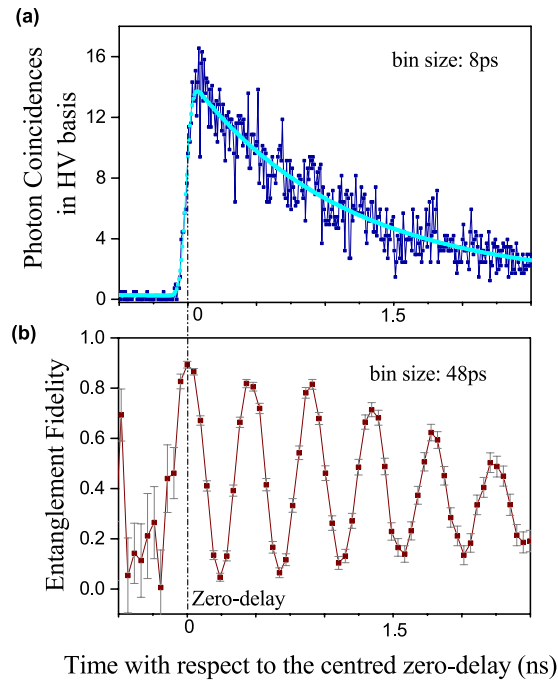 (a)
16
12
8
4
0
Photon Coincidences
in HV basis
bin size: 8ps
0
1.5
(b)
1.0
0.8
0.6
0.4
0.2
0.0
Entanglement Fidelity
bin size: 48ps
Zero-delay
0
1.5
Time with respect to the centred zero-delay (ns)